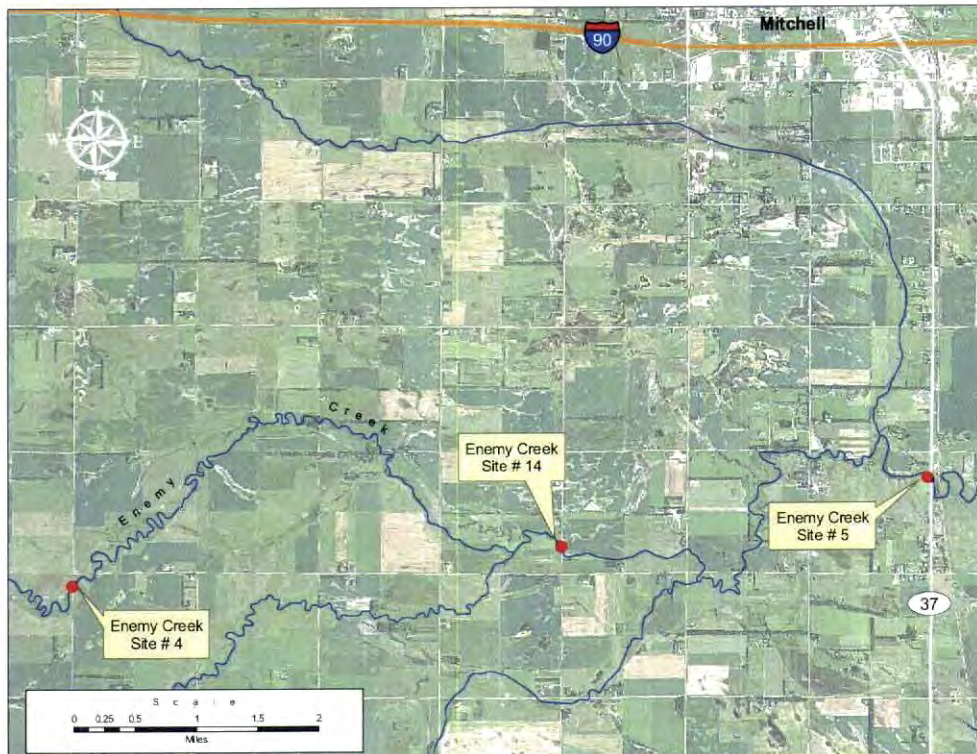 Mitchell
90
N
W E
S
Creek
Enemy
Enemy Creek
Site # 14
Enemy Creek
Site # 5
Enemy Creek
Site # 4
37
Scale
0 0.25 0.5 1 1.5 2
Miles